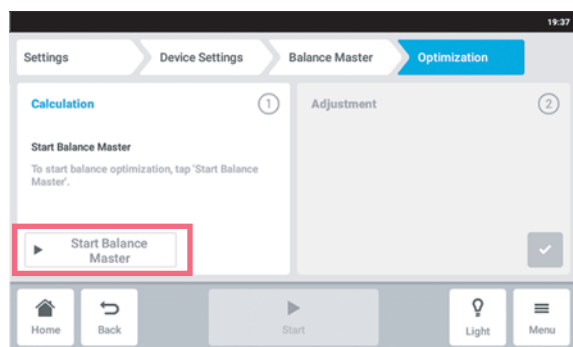 19:37
Settings
Device Settings
Balance Master
Optimization
Calculation
1
Adjustment
2
Start Balance Master
To start balance optimization, tap 'Start Balance
Master'.
Start Balance
Master
Home
Back
Start
Light
Menu